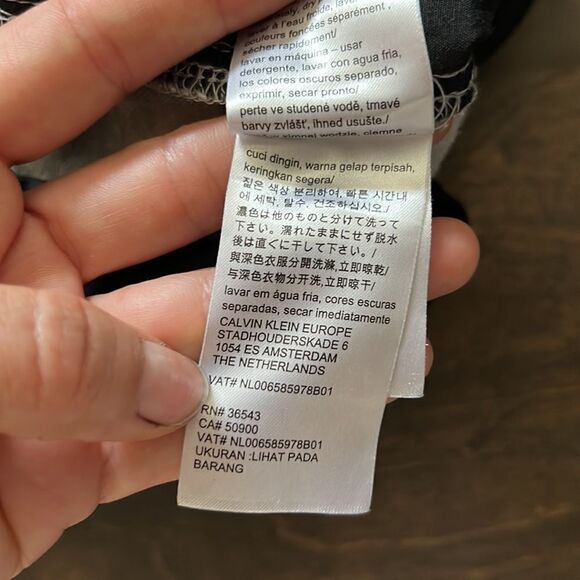 laver à l'eau froide, laver
couleurs foncées séparément,
sécher rapidement/
lavar en máquina – usar
detergente, lavar con agua fria,
los colores oscuros separado,
exprimir, secar pronto/
perte ve studené vodě, tmavé
barvy zvlášť, ihned usušte./
zimnej wodzie, ciemne
cuci dingin, warna gelap terpisah,
keringkan segera/
짙은 색상 분리하여, 빠른 시간내
에 세탁, 탈수, 건조하십시오./
濃色は他のものと分けて洗って
下さい。濡れたままにせず脱水
後は直ぐに干して下さい。/
與深色衣服分開洗滌,立即晾乾/
与深色衣物分开洗,立即晾干/
lavar em água fria, cores escuras
separadas, secar imediatamente
CALVIN KLEIN EUROPE
STADHOUDERSKADE 6
1054 ES AMSTERDAM
THE NETHERLANDS
VAT# NL006585978B01
RN# 36543
CA# 50900
VAT# NL006585978B01
UKURAN :LIHAT PADA
BARANG